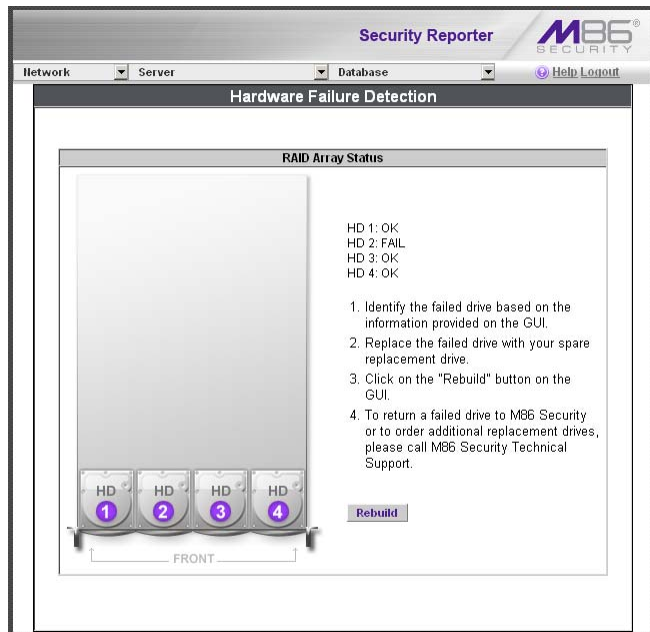 Security Reporter
M86®
SECURITY
Network
Server
Database
Help Logout
Hardware Failure Detection
RAID Array Status
HD 1: OK
HD 2: FAIL
HD 3: OK
HD 4: OK
1. Identify the failed drive based on the
information provided on the GUI.
2. Replace the failed drive with your spare
replacement drive.
3. Click on the "Rebuild" button on the
GUI.
4. To return a failed drive to M86 Security
or to order additional replacement drives,
please call M86 Security Technical
Support.
HD HD HD HD
1 2 3 4
Rebuild
FRONT